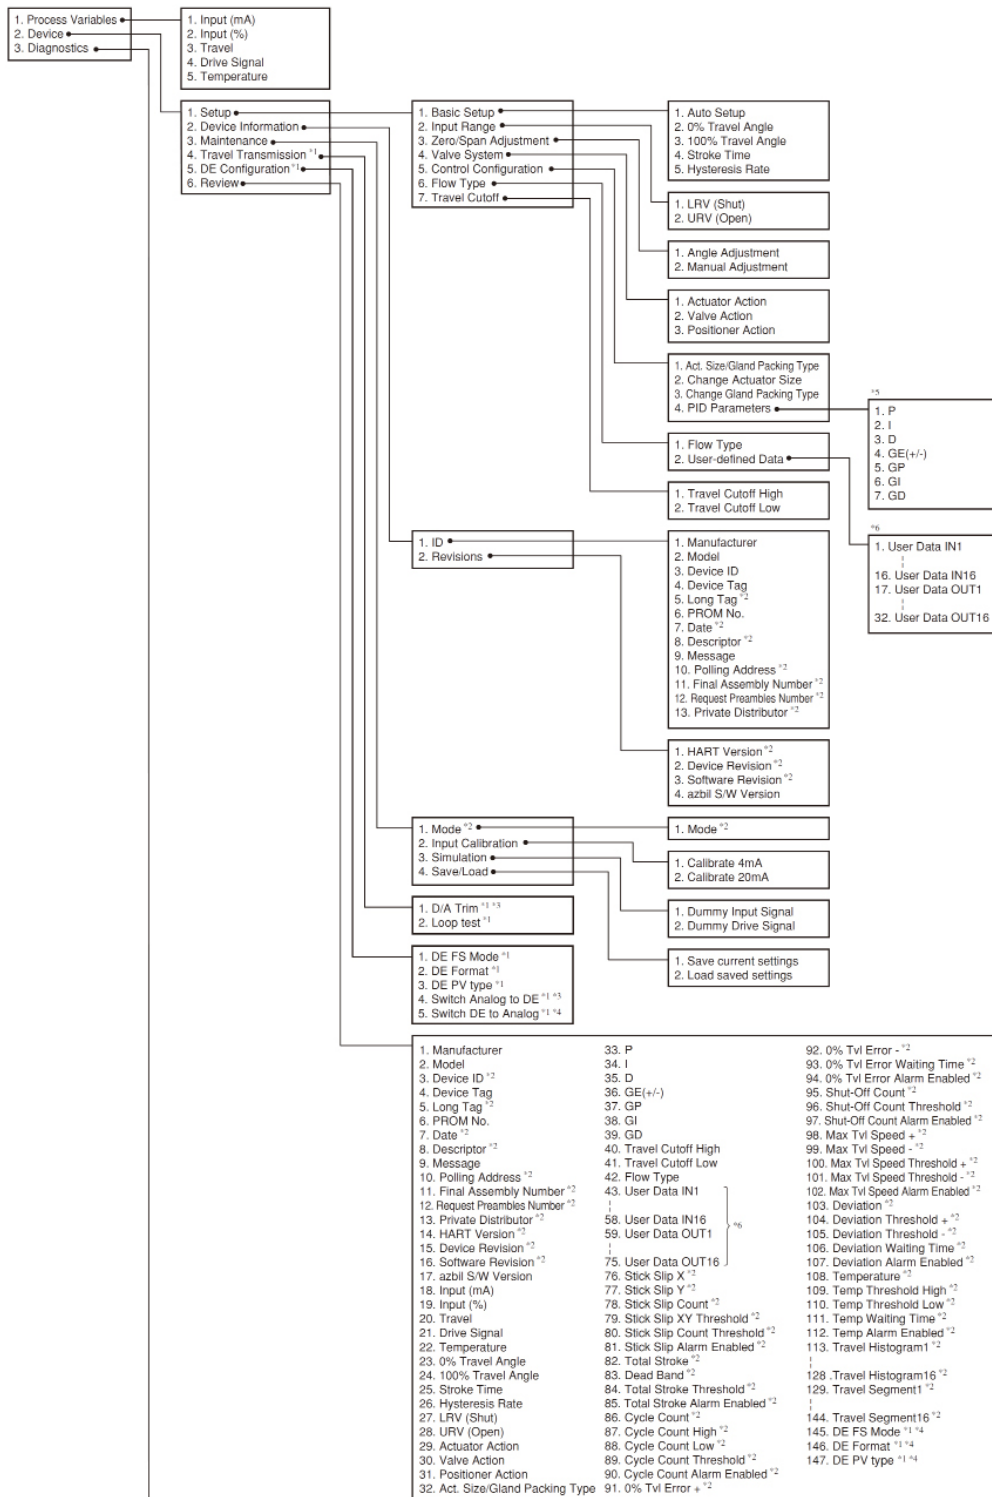 1. Process Variables
2. Device
3. Diagnostics
1. Input (mA)
2. Input (%)
3. Travel
4. Drive Signal
5. Temperature
1. Setup
2. Device Information
3. Maintenance
4. Travel Transmission *1
5. DE Configuration *1
6. Review
1. Basic Setup
2. Input Range
3. Zero/Span Adjustment
4. Valve System
5. Control Configuration
6. Flow Type
7. Travel Cutoff
1. Auto Setup
2. 0% Travel Angle
3. 100% Travel Angle
4. Stroke Time
5. Hysteresis Rate
1. LRV (Shut)
2. URV (Open)
1. Angle Adjustment
2. Manual Adjustment
1. Actuator Action
2. Valve Action
3. Positioner Action
1. Act. Size/Gland Packing Type
2. Change Actuator Size
3. Change Gland Packing Type
4. PID Parameters
*5
1. P
2. I
3. D
4. GE(+/-)
5. GP
6. GI
7. GD
1. Flow Type
2. User-defined Data
1. Travel Cutoff High
2. Travel Cutoff Low
*6
1. User Data IN1
16. User Data IN16
17. User Data OUT1
32. User Data OUT16
1. ID
2. Revisions
1. Manufacturer
2. Model
3. Device ID
4. Device Tag
5. Long Tag *2
6. PROM No.
7. Date *2
8. Descriptor *2
9. Message
10. Polling Address *2
11. Final Assembly Number *2
12. Request Preambles Number *2
13. Private Distributor *2
1. HART Version *2
2. Device Revision *2
3. Software Revision *2
4. azbil S/W Version
1. Mode *2
2. Input Calibration
3. Simulation
4. Save/Load
1. Mode *2
1. Calibrate 4mA
2. Calibrate 20mA
1. Dummy Input Signal
2. Dummy Drive Signal
1. Save current settings
2. Load saved settings
1. D/A Trim *1 *3
2. Loop test *1
1. DE FS Mode *1
2. DE Format *1
3. DE PV type *1
4. Switch Analog to DE *1 *3
5. Switch DE to Analog *1 *4
1. Manufacturer
2. Model
3. Device ID *2
4. Device Tag
5. Long Tag *2
6. PROM No.
7. Date *2
8. Descriptor *2
9. Message
10. Polling Address *2
11. Final Assembly Number *2
12. Request Preambles Number *2
13. Private Distributor *2
14. HART Version *2
15. Device Revision *2
16. Software Revision *2
17. azbil S/W Version
18. Input (mA)
19. Input (%)
20. Travel
21. Drive Signal
22. Temperature
23. 0% Travel Angle
24. 100% Travel Angle
25. Stroke Time
26. Hysteresis Rate
27. LRV (Shut)
28. URV (Open)
29. Actuator Action
30. Valve Action
31. Positioner Action
32. Act. Size/Gland Packing Type
33. P
34. I
35. D
36. GE(+/-)
37. GP
38. GI
39. GD
40. Travel Cutoff High
41. Travel Cutoff Low
42. Flow Type
43. User Data IN1
58. User Data IN16
59. User Data OUT1
*6
75. User Data OUT16
76. Stick Slip X *2
77. Stick Slip Y *2
78. Stick Slip Count *2
79. Stick Slip XY Threshold *2
80. Stick Slip Count Threshold *2
81. Stick Slip Alarm Enabled *2
82. Total Stroke *2
83. Dead Band *2
84. Total Stroke Threshold *2
85. Total Stroke Alarm Enabled *2
86. Cycle Count *2
87. Cycle Count High *2
88. Cycle Count Low *2
89. Cycle Count Threshold *2
90. Cycle Count Alarm Enabled *2
91. 0% Tvl Error + *2
92. 0% Tvl Error - *2
93. 0% Tvl Error Waiting Time *2
94. 0% Tvl Error Alarm Enabled *2
95. Shut-Off Count *2
96. Shut-Off Count Threshold *2
97. Shut-Off Count Alarm Enabled *2
98. Max Tvl Speed + *2
99. Max Tvl Speed - *2
100. Max Tvl Speed Threshold + *2
101. Max Tvl Speed Threshold - *2
102. Max Tvl Speed Alarm Enabled *2
103. Deviation *2
104. Deviation Threshold + *2
105. Deviation Threshold - *2
106. Deviation Waiting Time *2
107. Deviation Alarm Enabled *2
108. Temperature *2
109. Temp Threshold High *2
110. Temp Threshold Low *2
111. Temp Waiting Time *2
112. Temp Alarm Enabled *2
113. Travel Histogram1 *2
128 .Travel Histogram16 *2
129. Travel Segment1 *2
144. Travel Segment16 *2
145. DE FS Mode *1 *4
146. DE Format *1 *4
147. DE PV type *1 *4